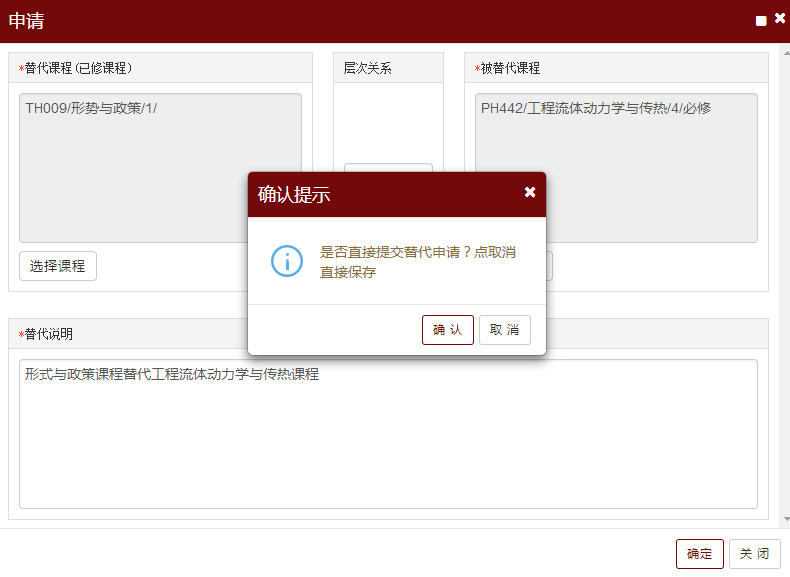 申请
*替代课程(已修课程)
层次关系
*被替代课程
TH009/形势与政策/1/
PH442/工程流体动力学与传热/4/必修
确认提示
是否直接提交替代申请？点取消
直接保存
选择课程
确 认
取 消
*替代说明
形式与政策课程替代工程流体动力学与传热课程
确定
关 闭